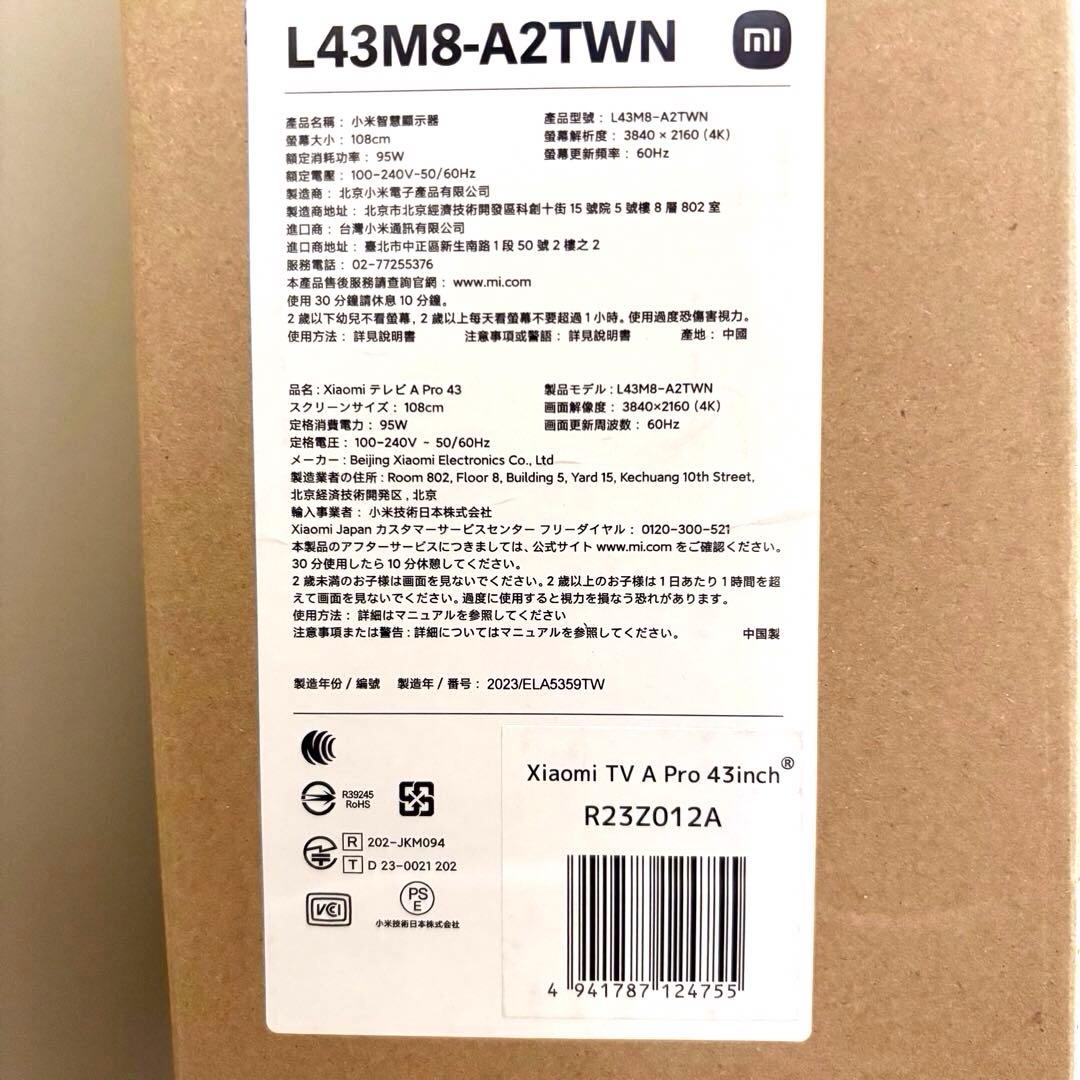 L43M8-A2TWN
mi
產品名稱： 小米智慧顯示器
產品型號： L43M8-A2TWN
螢幕大小： 108cm
螢幕解析度： 3840 × 2160 (4K)
額定消耗功率： 95W
螢幕更新頻率： 60Hz
額定電壓： 100-240V~50/60Hz
製造商： 北京小米電子產品有限公司
製造商地址： 北京市北京經濟技術開發區科創十街 15 號院 5 號樓 8 層 802 室
進口商： 台灣小米通訊有限公司
進口商地址： 臺北市中正區新生南路 1 段 50 號 2 樓之 2
服務電話： 02-77255376
本產品售後服務請查詢官網： www.mi.com
使用 30 分鐘請休息 10 分鐘。
2 歲以下幼兒不看螢幕，2 歲以上每天看螢幕不要超過 1 小時。使用過度恐傷害視力。
使用方法： 詳見說明書 注意事項或警語： 詳見說明書 產地： 中國
品名 : Xiaomi テレビ A Pro 43
製品モデル : L43M8-A2TWN
スクリーンサイズ： 108cm
画面解像度： 3840×2160 (4K)
定格消費電力： 95W
画面更新周波数： 60Hz
定格電圧： 100-240V ~ 50/60Hz
メーカー : Beijing Xiaomi Electronics Co., Ltd
製造業者の住所 : Room 802, Floor 8, Building 5, Yard 15, Kechuang 10th Street,
北京経済技術開発区 , 北京
輸入事業者： 小米技術日本株式会社
Xiaomi Japan カスタマーサービスセンター フリーダイヤル： 0120-300-521
本製品のアフターサービスにつきましては、公式サイト www.mi.com をご確認ください。
30 分使用したら 10 分休憩してください。
2 歳未満のお子様は画面を見ないでください。2 歳以上のお子様は 1 日あたり 1 時間を超
えて画面を見ないでください。過度に使用すると視力を損なう恐れがあります。
使用方法： 詳細はマニュアルを参照してください
注意事項または警告 : 詳細についてはマニュアルを参照してください。 中国製
製造年份 / 編號 製造年 / 番号： 2023/ELA5359TW
R39245
RoHS
R 202-JKM094
T D 23-0021 202
VCI
PS
E
小米技術日本株式会社
Xiaomi TV A Pro 43inch®
R23Z012A
4 941787 124755